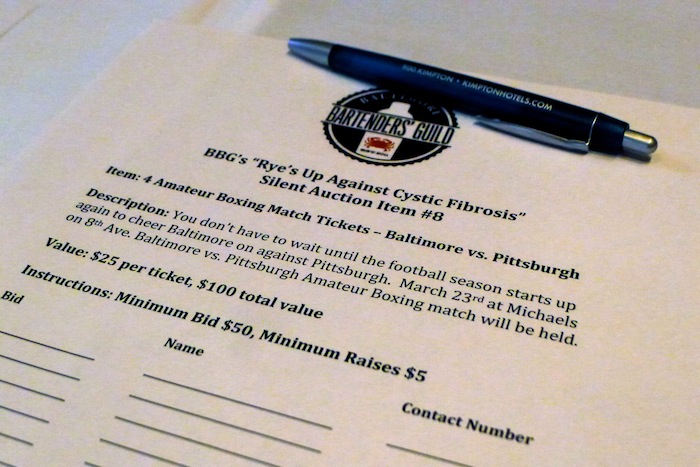 800 KIMPTON • KIMPTONHOTELS.COM
BALTIMORE
BARTENDERS' GUILD
BBG's "Rye's Up Against Cystic Fibrosis"
Silent Auction Item #8
Item: 4 Amateur Boxing Match Tickets – Baltimore vs. Pittsburgh
Description: You don't have to wait until the football season starts up
again to cheer Baltimore on against Pittsburgh. March 23rd at Michaels
on 8th Ave. Baltimore vs. Pittsburgh Amateur Boxing match will be held.
Value: $25 per ticket, $100 total value
Instructions: Minimum Bid $50, Minimum Raises $5
Bid
Name
Contact Number